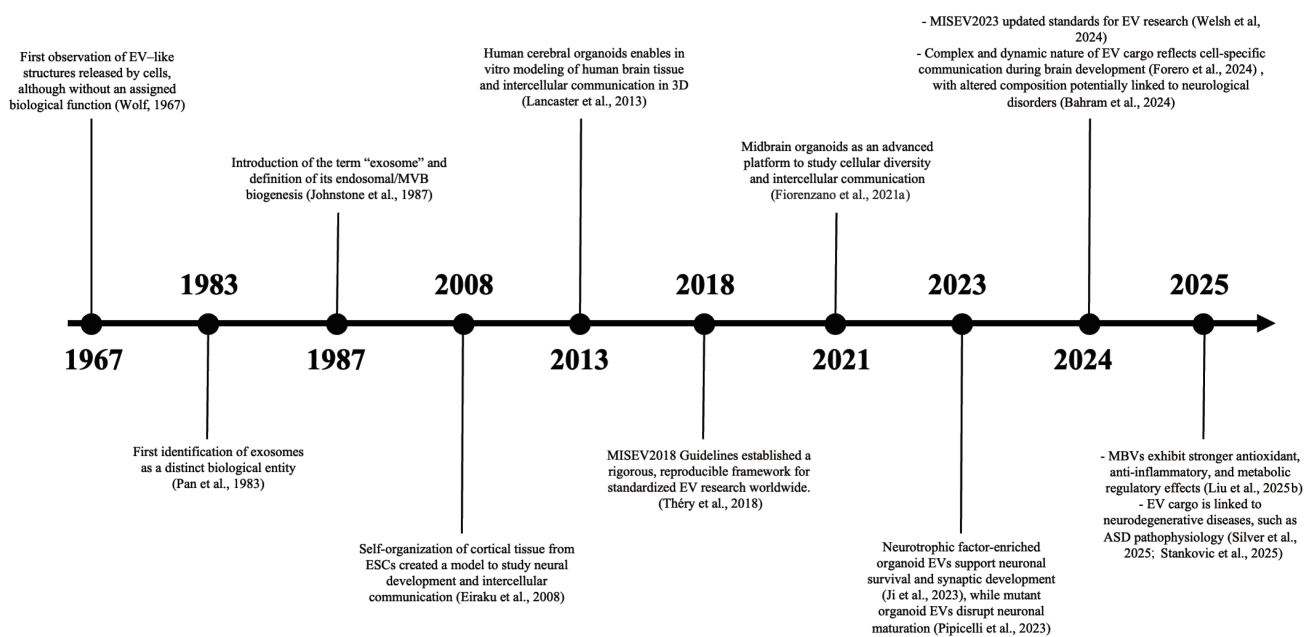 First observation of EV–like
structures released by cells,
although without an assigned
biological function (Wolf, 1967)
1967
1983
First identification of exosomes
as a distinct biological entity
(Pan et al., 1983)
Introduction of the term “exosome” and
definition of its endosomal/MVB
biogenesis (Johnstone et al., 1987)
1987
2008
Self-organization of cortical tissue from
ESCs created a model to study neural
development and intercellular
communication (Eiraku et al., 2008)
Human cerebral organoids enables in
vitro modeling of human brain tissue
and intercellular communication in 3D
(Lancaster et al., 2013)
2013
2018
MISEV2018 Guidelines established a
rigorous, reproducible framework for
standardized EV research worldwide.
(Théry et al., 2018)
Midbrain organoids as an advanced
platform to study cellular diversity
and intercellular communication
(Fiorenzano et al., 2021a)
2021
2023
Neurotrophic factor-enriched
organoid EVs support neuronal
survival and synaptic development
(Ji et al., 2023), while mutant
organoid EVs disrupt neuronal
maturation (Pipicelli et al., 2023)
- MISEV2023 updated standards for EV research (Welsh et al,
2024)
- Complex and dynamic nature of EV cargo reflects cell-specific
communication during brain development (Forero et al., 2024) ,
with altered composition potentially linked to neurological
disorders (Bahram et al., 2024)
2024
2025
- MBVs exhibit stronger antioxidant,
anti-inflammatory, and metabolic
regulatory effects (Liu et al., 2025b)
- EV cargo is linked to
neurodegenerative diseases, such as
ASD pathophysiology (Silver et al.,
2025; Stankovic et al., 2025)